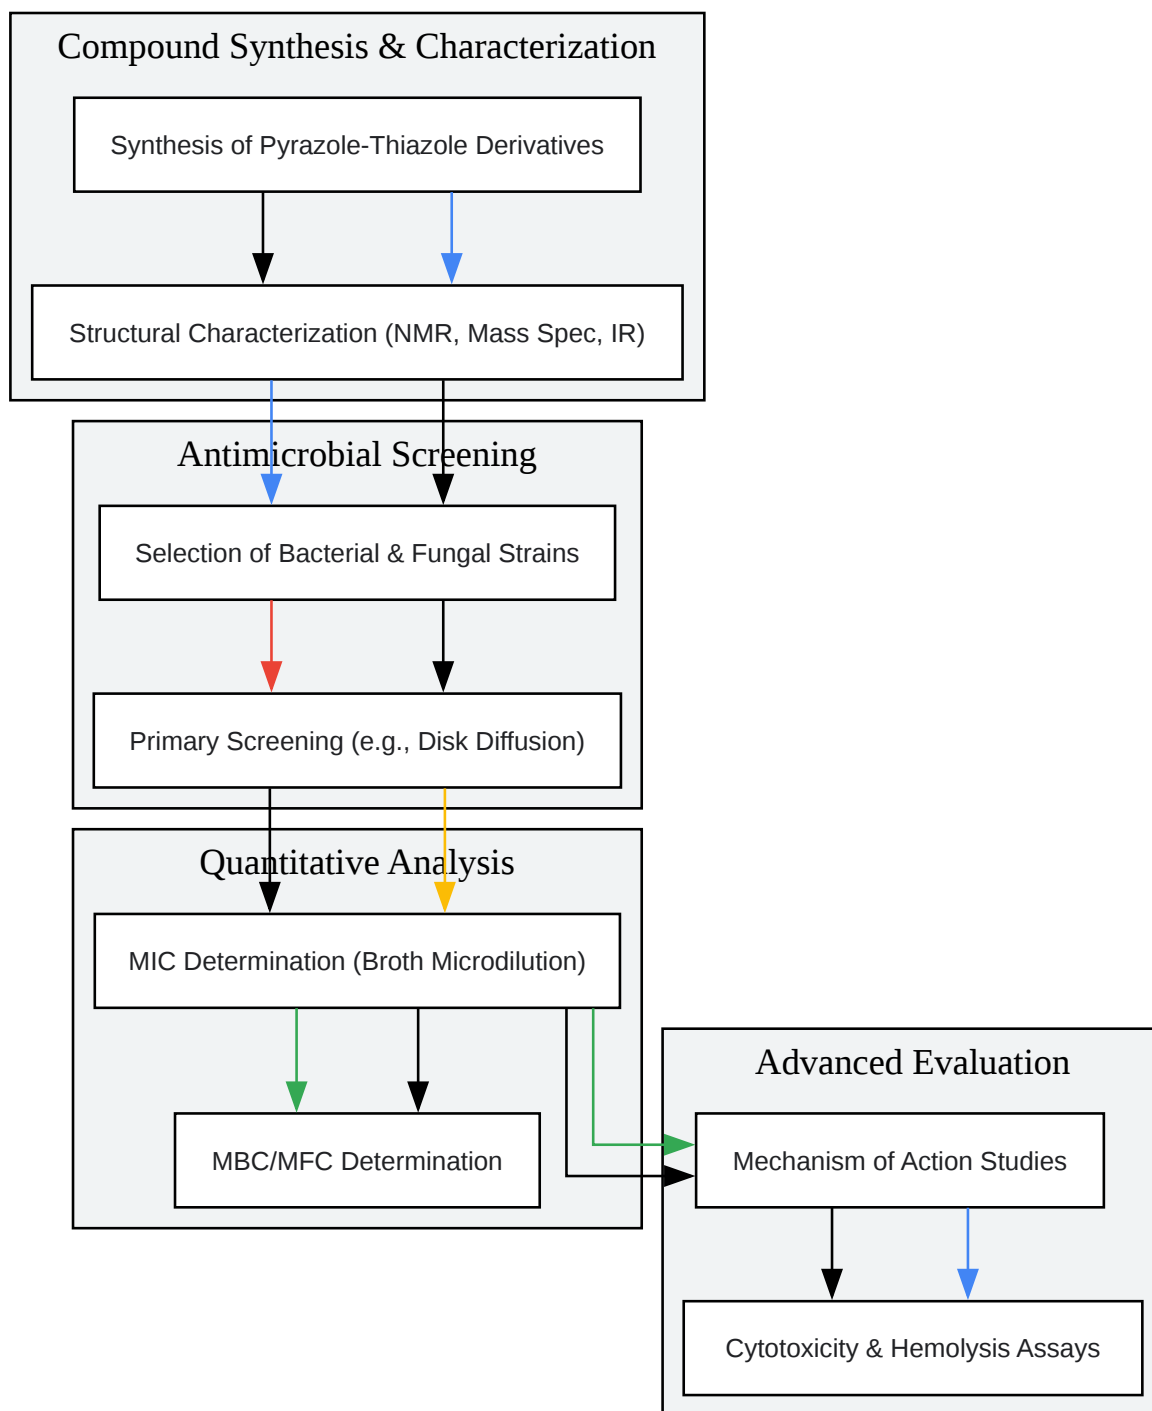 Compound Synthesis & Characterization
Synthesis of Pyrazole-Thiazole Derivatives
Structural Characterization (NMR, Mass Spec, IR)
Antimicrobial Screening
Selection of Bacterial & Fungal Strains
Primary Screening (e.g., Disk Diffusion)
Quantitative Analysis
MIC Determination (Broth Microdilution)
MBC/MFC Determination
Advanced Evaluation
Mechanism of Action Studies
Cytotoxicity & Hemolysis Assays